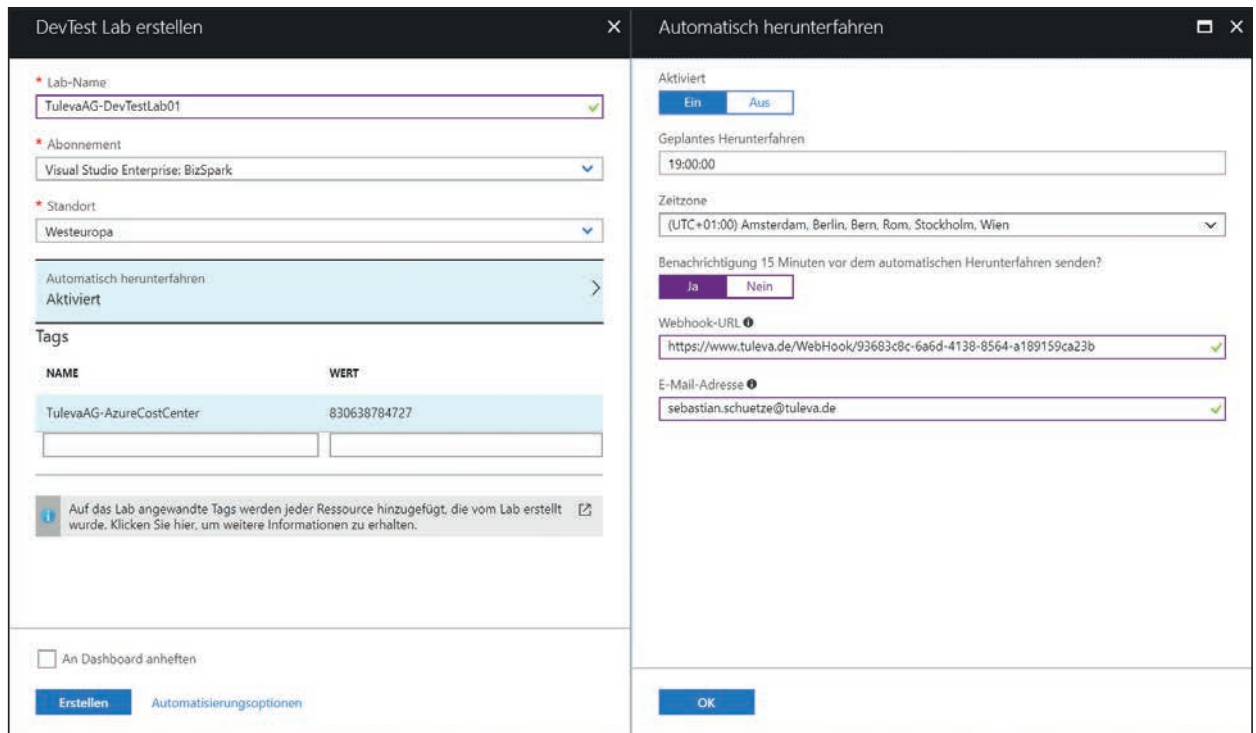 DevTest Lab erstellen
* Lab-Name
TulevaAG-DevTestLab01
* Abonnement
Visual Studio Enterprise: BizSpark
* Standort
Westeuropa
Automatisch herunterfahren
Aktiviert
Tags
NAME WERT
TulevaAG-AzureCostCenter 830638784727
Auf das Lab angewandte Tags werden jeder Ressource hinzugefügt, die vom Lab erstellt
wurde. Klicken Sie hier, um weitere Informationen zu erhalten.
An Dashboard anheften
Erstellen Automatisierungsoptionen
Automatisch herunterfahren
Aktiviert
Ein Aus
Geplantes Herunterfahren
19:00:00
Zeitzone
(UTC+01:00) Amsterdam, Berlin, Bern, Rom, Stockholm, Wien
Benachrichtigung 15 Minuten vor dem automatischen Herunterfahren senden?
Ja Nein
Webhook-URL
https://www.tuleva.de/WebHook/93683c8c-6a6d-4138-8564-a189159ca23b
E-Mail-Adresse
sebastian.schuetze@tuleva.de
OK